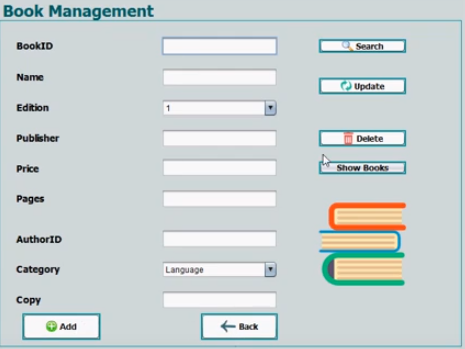 Book Management
BookID
Search
Name
Update
Edition
1
Publisher
Delete
Price
Show Books
Pages
AuthorID
Category
Language
Copy
Add
Back